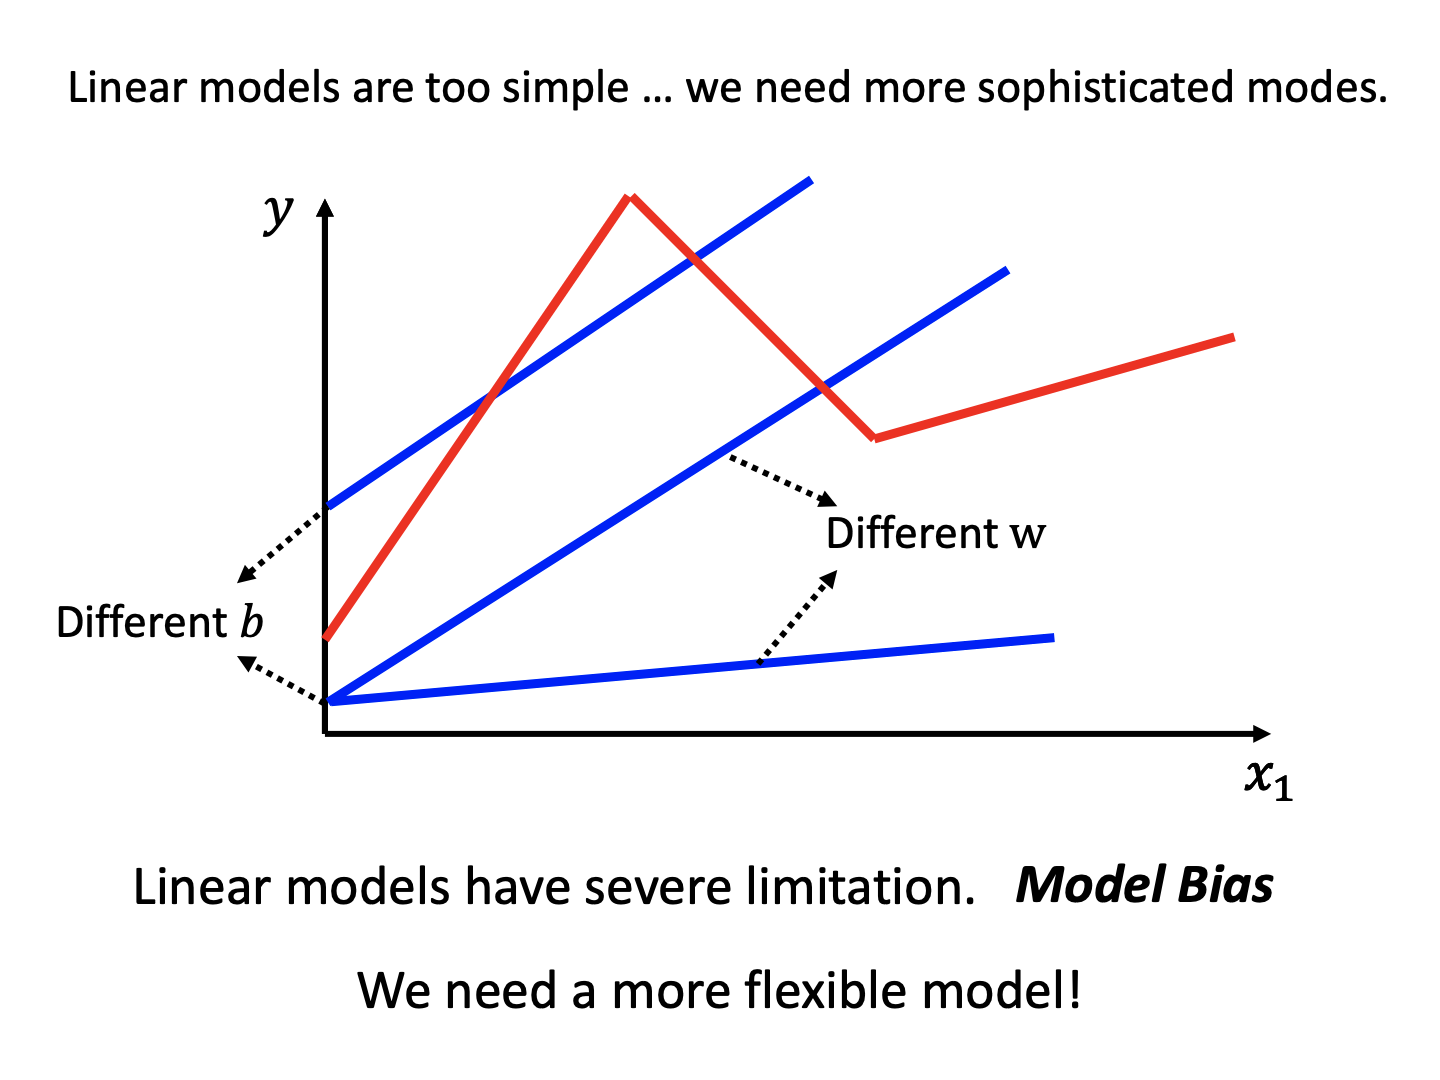 Linear models are too simple … we need more sophisticated modes.
y
Different w
Different b
x₁
Linear models have severe limitation. Model Bias
We need a more flexible model!